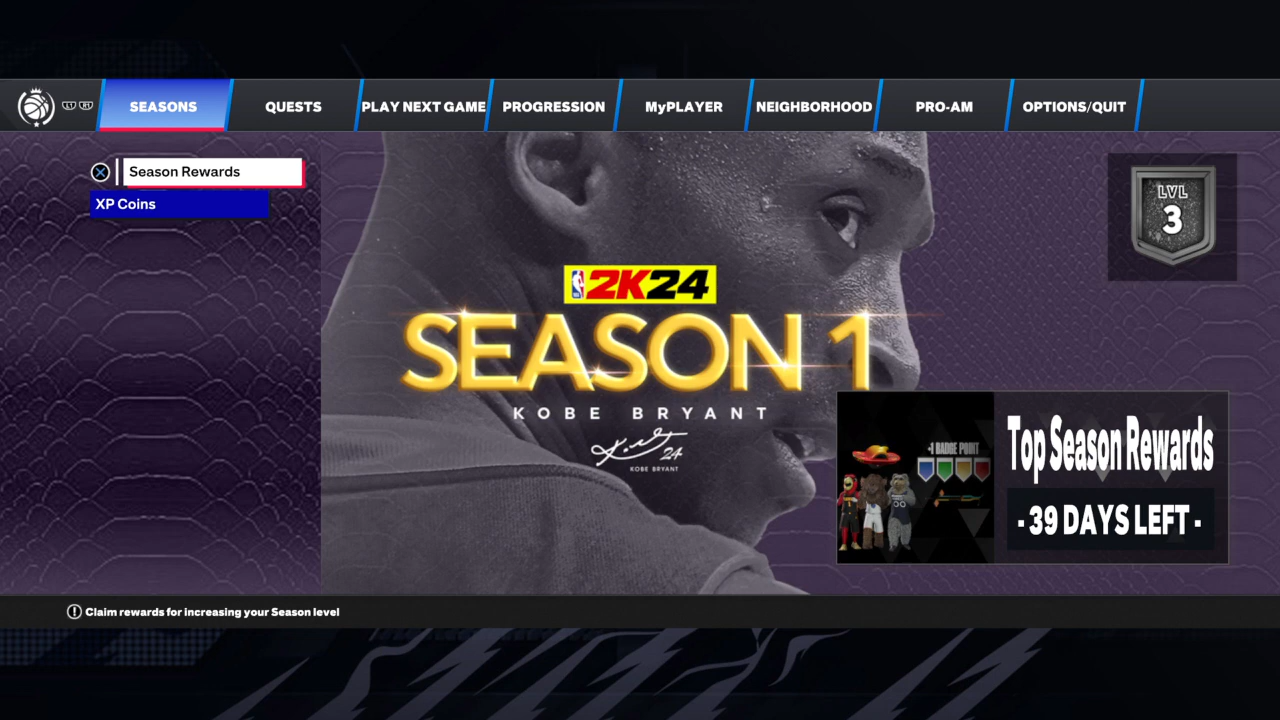 L1 R1
SEASONS
QUESTS
PLAY NEXT GAME
PROGRESSION
MyPLAYER
NEIGHBORHOOD
PRO-AM
OPTIONS/QUIT
Season Rewards
XP Coins
LVL
3
2K24
SEASON 1
KOBE BRYANT
24
KOBE BRYANT
+1 BADGE POINT
Top Season Rewards
- 39 DAYS LEFT -
Claim rewards for increasing your Season level